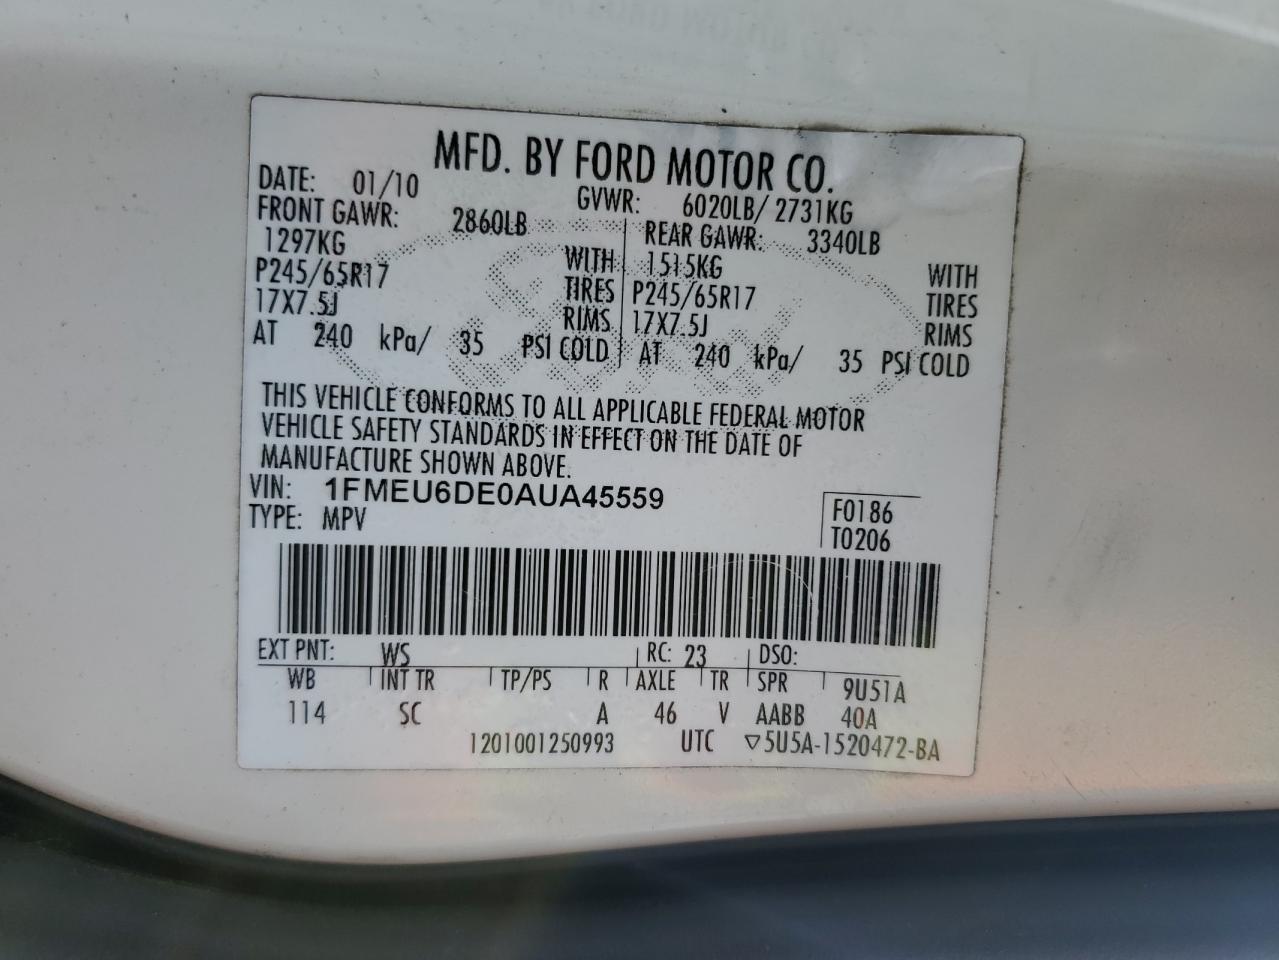 MFD. BY FORD MOTOR CO.
DATE: 01/10 GVWR: 6020LB/ 2731KG
FRONT GAWR: 2860LB REAR GAWR: 3340LB
1297KG WITH 1515KG WITH
P245/65R17 TIRES P245/65R17 TIRES
17X7.5J RIMS 17X7.5J RIMS
AT 240 kPa/ 35 PSI COLD AT 240 kPa/ 35 PSI COLD
THIS VEHICLE CONFORMS TO ALL APPLICABLE FEDERAL MOTOR
VEHICLE SAFETY STANDARDS IN EFFECT ON THE DATE OF
MANUFACTURE SHOWN ABOVE.
VIN: 1FMEU6DE0AUA45559 F0186
TYPE: MPV T0206
EXT PNT: WS RC: 23 DSO:
WB INT TR TP/PS R AXLE TR SPR 9U51A
114 SC A 46 V AABB 40A
1201001250993 UTC ▽5U5A-1520472-BA